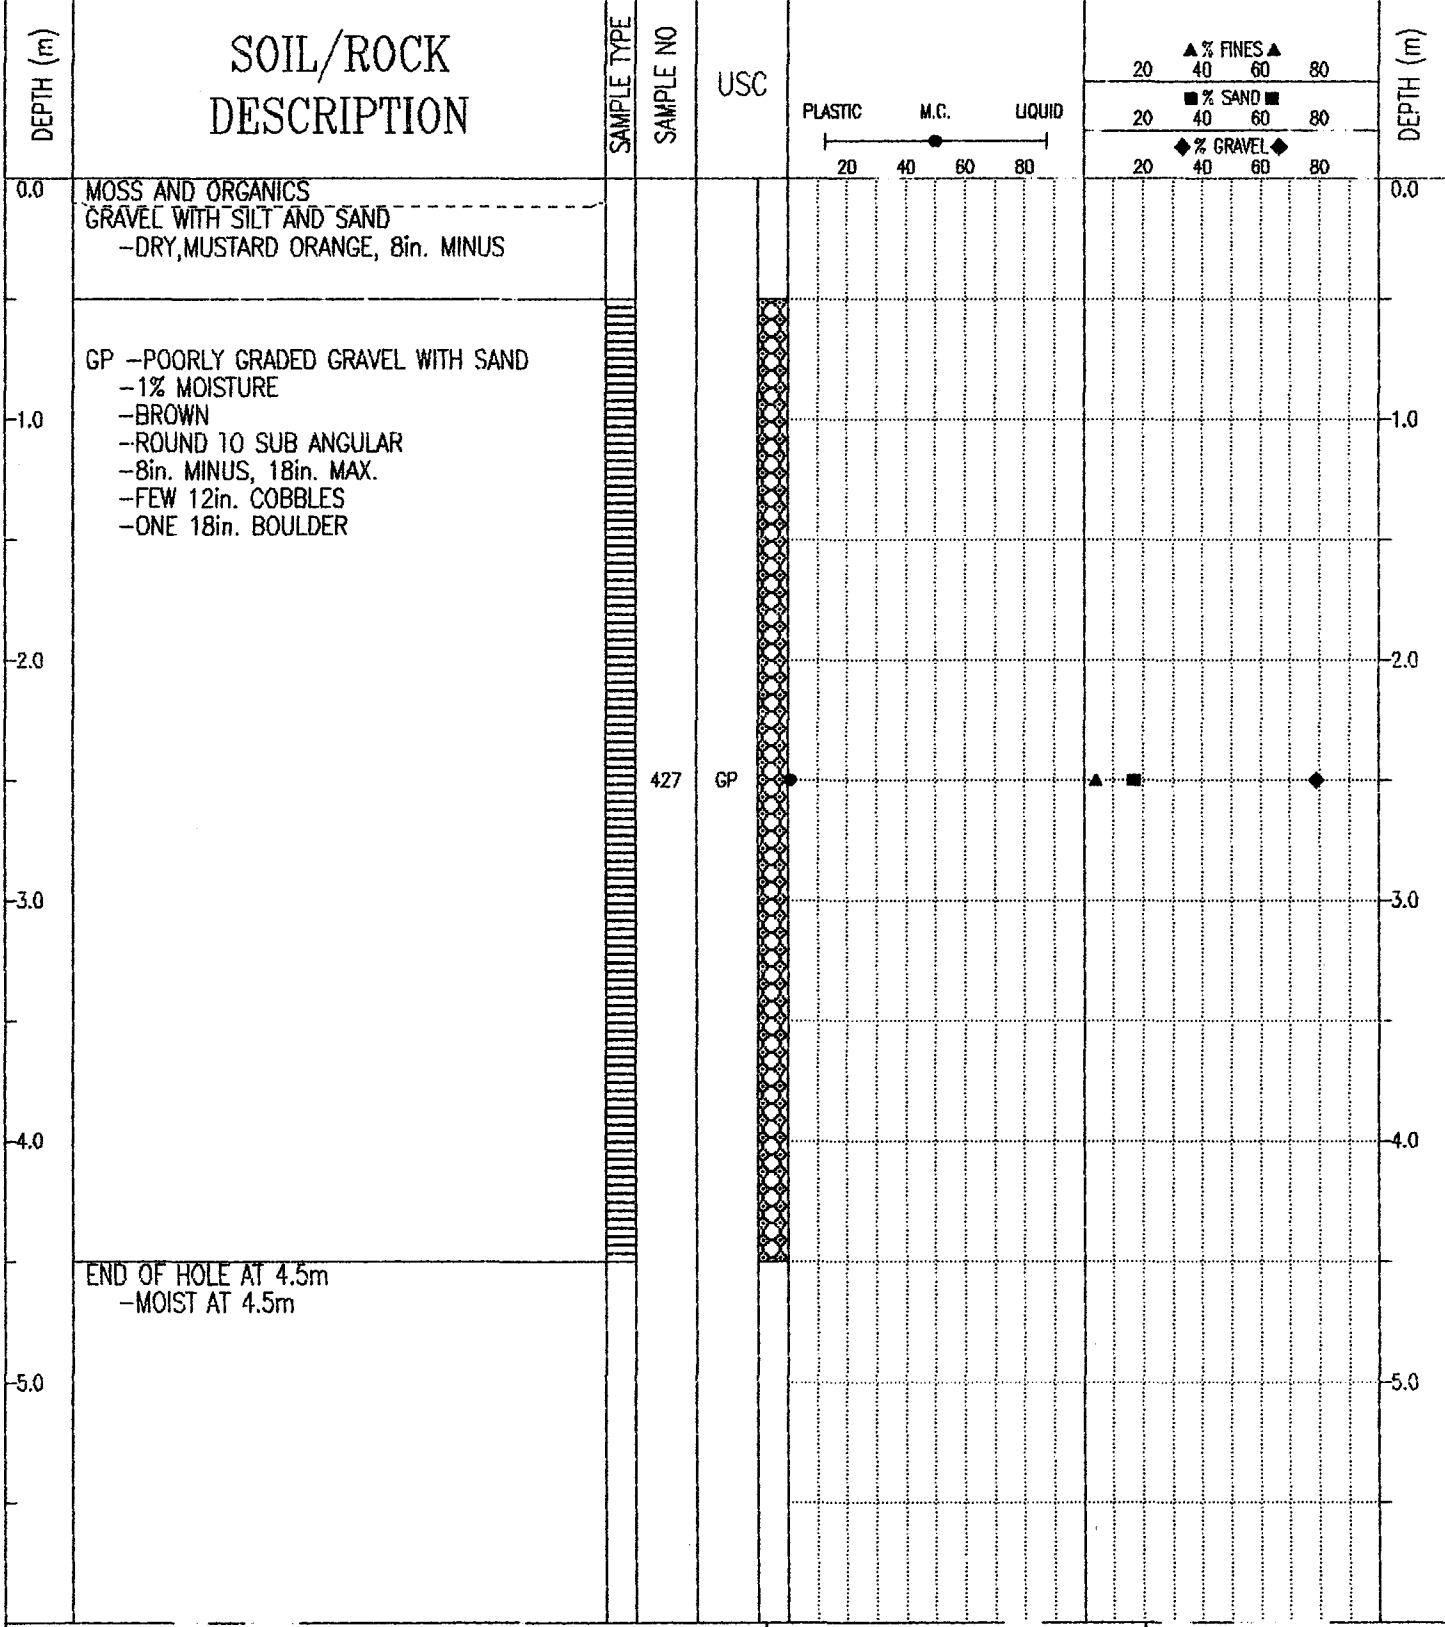 DEPTH (m)
SOIL/ROCK
DESCRIPTION
SAMPLE TYPE
SAMPLE NO
USC
PLASTIC M.C. LIQUID
20 40 60 80
▲ % FINES ▲
20 40 60 80
■ % SAND ■
20 40 60 80
◆ % GRAVEL ◆
20 40 60 80
DEPTH (m)
0.0 MOSS AND ORGANICS 0.0
GRAVEL WITH SILT AND SAND
-DRY,MUSTARD ORANGE, 8in. MINUS
GP -POORLY GRADED GRAVEL WITH SAND
-1% MOISTURE
1.0 -BROWN 1.0
-ROUND TO SUB ANGULAR
-8in. MINUS, 18in. MAX.
-FEW 12in. COBBLES
-ONE 18in. BOULDER
2.0 2.0
427 GP
3.0 3.0
4.0 4.0
END OF HOLE AT 4.5m
-MOIST AT 4.5m
5.0 5.0